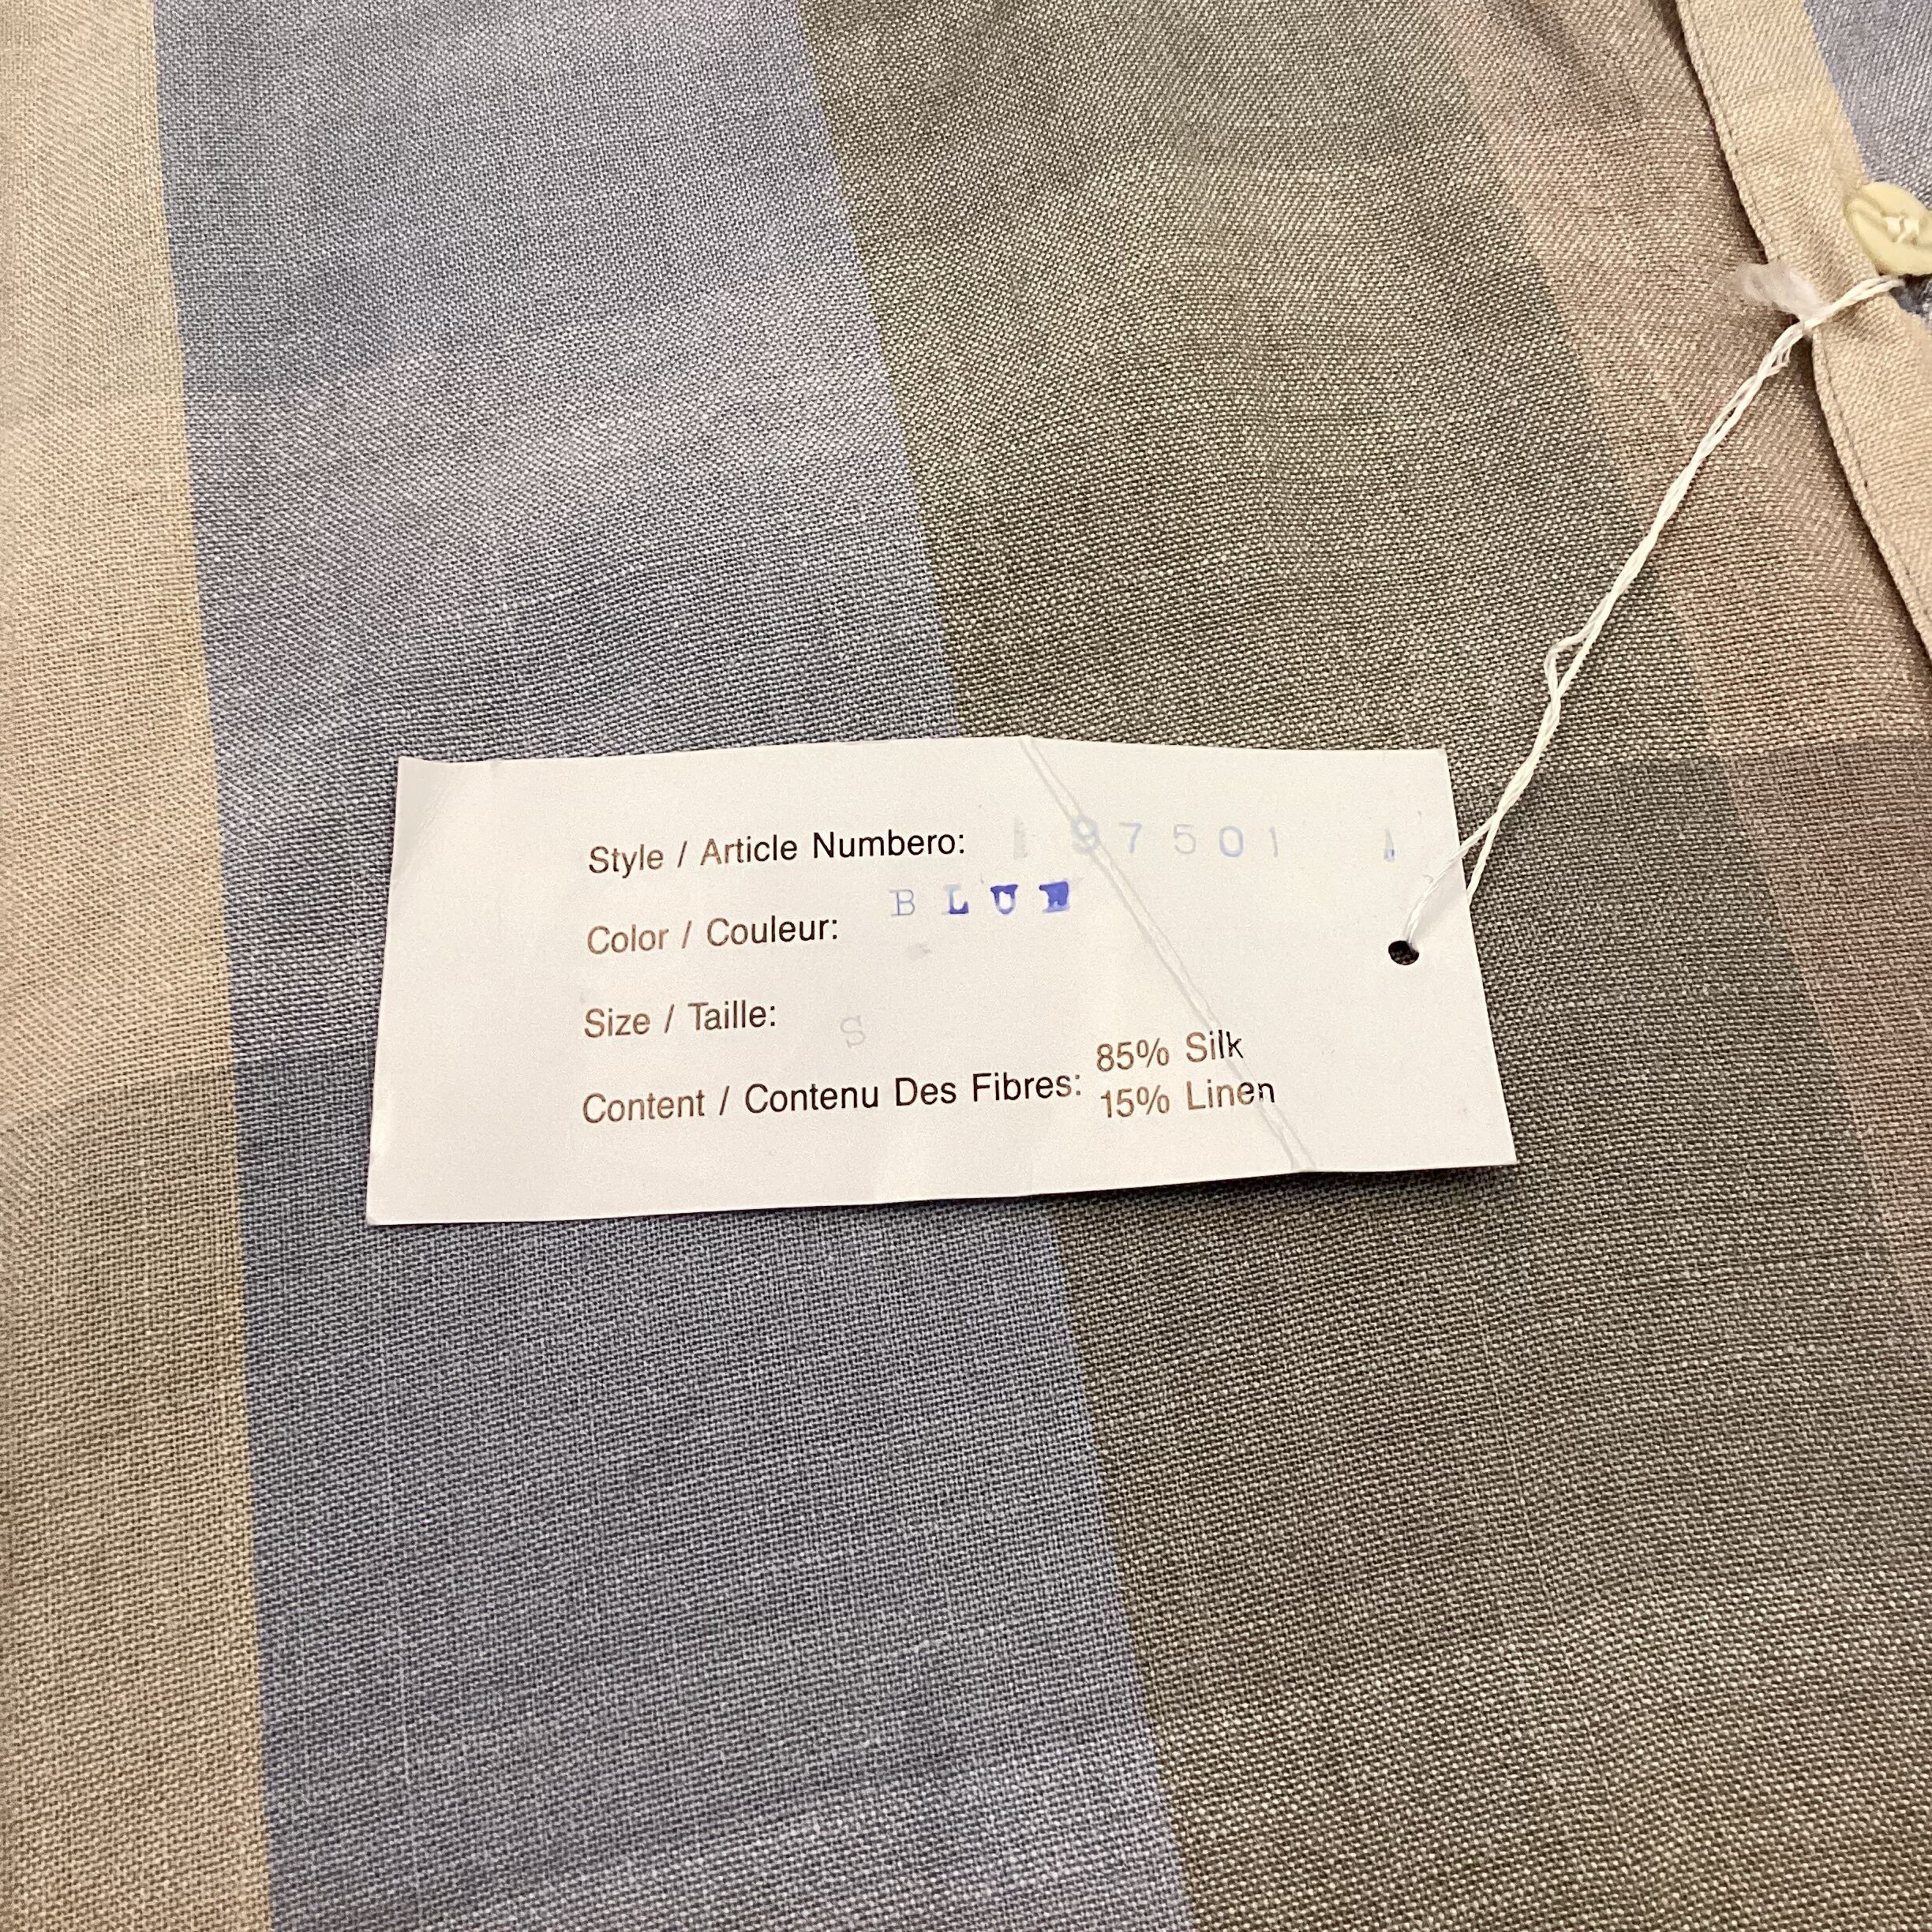 Style / Article Numbero: 97501
Color / Couleur: BLUE
Size / Taille: S
Content / Contenu Des Fibres: 85% Silk
15% Linen